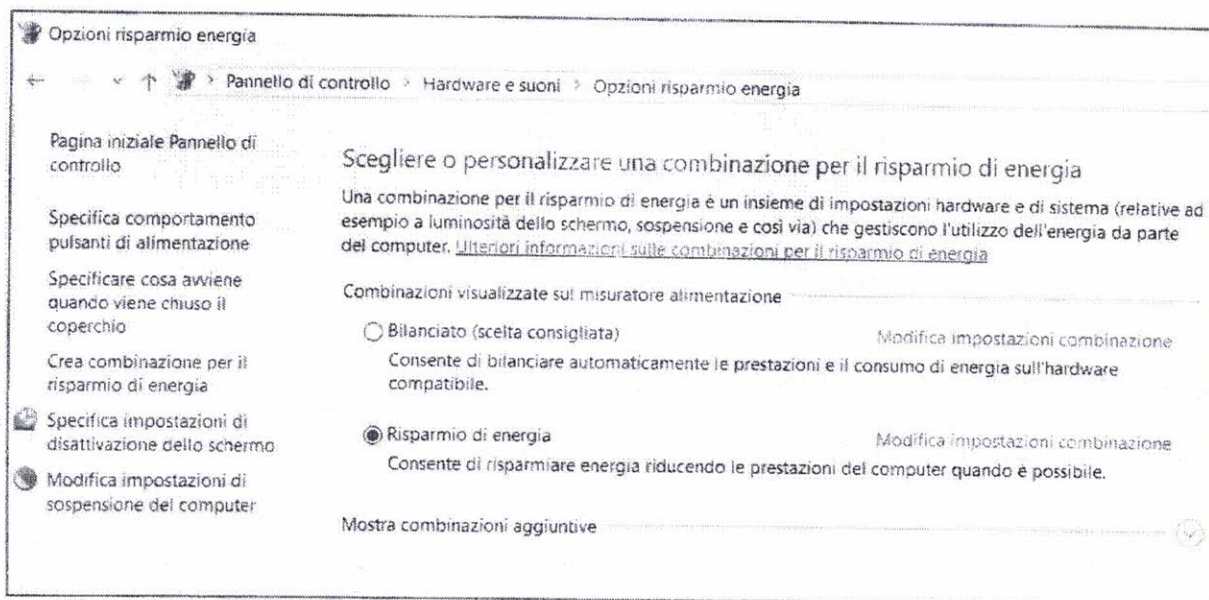 Opzioni risparmio energia
Pannello di controllo > Hardware e suoni > Opzioni risparmio energia
Pagina iniziale Pannello di
controllo
Specifica comportamento
pulsanti di alimentazione
Specificare cosa avviene
quando viene chiuso il
coperchio
Crea combinazione per il
risparmio di energia
Specifica impostazioni di
disattivazione dello schermo
Modifica impostazioni di
sospensione del computer
Scegliere o personalizzare una combinazione per il risparmio di energia
Una combinazione per il risparmio di energia è un insieme di impostazioni hardware e di sistema (relative ad
esempio a luminosità dello schermo, sospensione e così via) che gestiscono l'utilizzo dell'energia da parte
del computer. Ulteriori informazioni sulle combinazioni per il risparmio di energia
Combinazioni visualizzate sul misuratore alimentazione
Bilanciato (scelta consigliata) Modifica impostazioni combinazione
Consente di bilanciare automaticamente le prestazioni e il consumo di energia sull'hardware
compatibile.
Risparmio di energia Modifica impostazioni combinazione
Consente di risparmiare energia riducendo le prestazioni del computer quando è possibile.
Mostra combinazioni aggiuntive